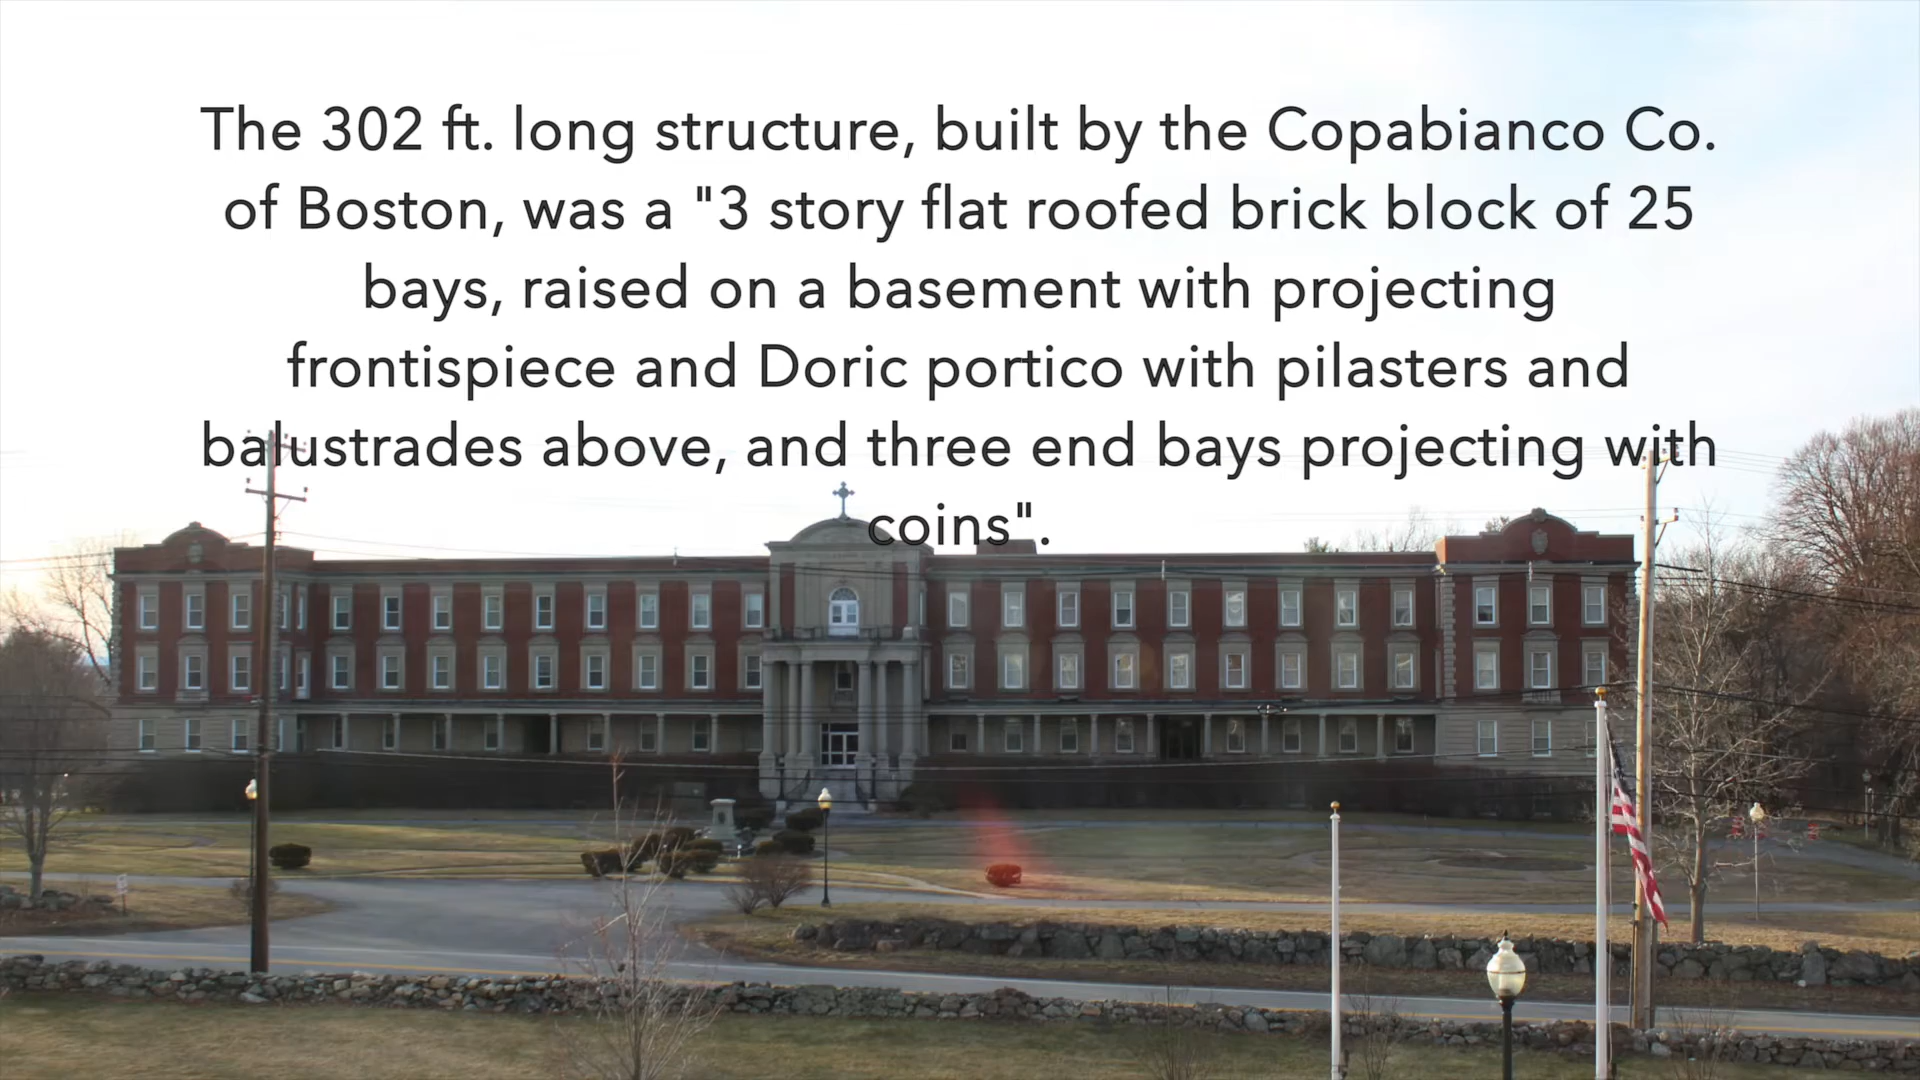 The 302 ft. long structure, built by the Copabianco Co.
of Boston, was a "3 story flat roofed brick block of 25
bays, raised on a basement with projecting
frontispiece and Doric portico with pilasters and
balustrades above, and three end bays projecting with
coins".